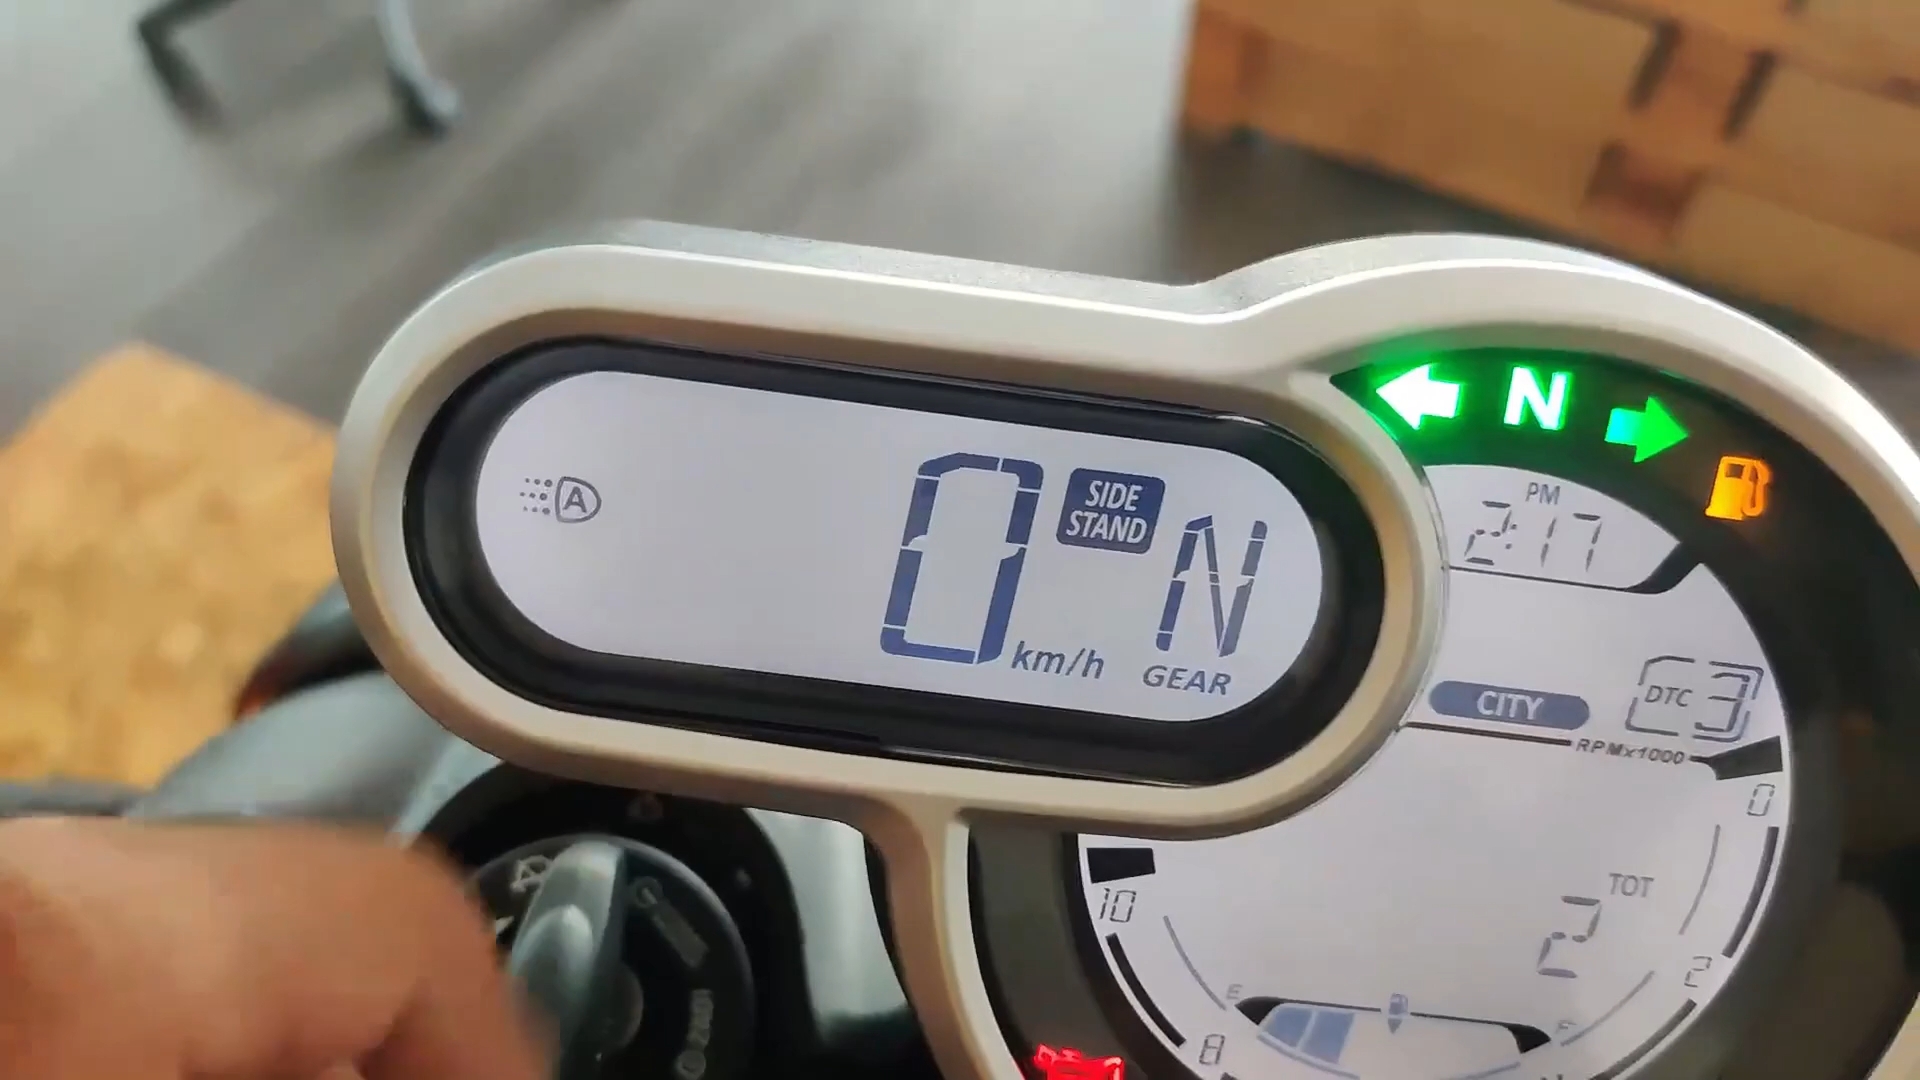 N
PM
2:17
A
0
SIDE
STAND
N
km/h
GEAR
CITY
DTC 3
RPMx1000
0
10
TOT
2
2
E
F
8